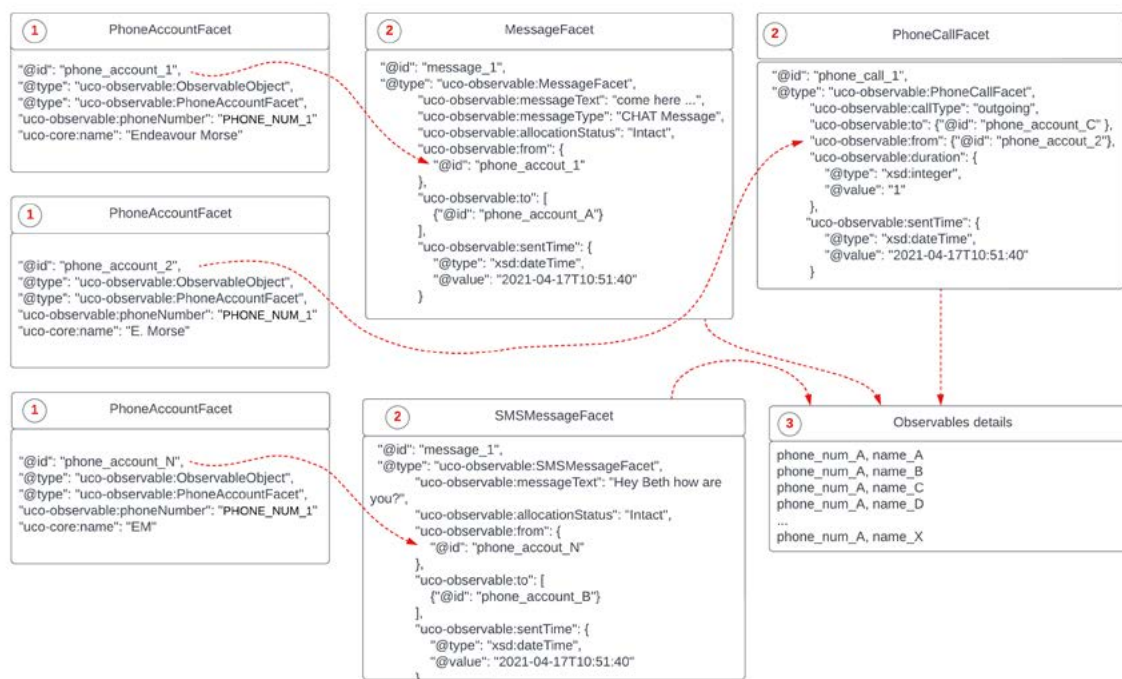 1 PhoneAccountFacet
"@id": "phone_account_1",
"@type": "uco-observable:ObservableObject",
"@type": "uco-observable:PhoneAccountFacet",
"uco-observable:phoneNumber": "PHONE_NUM_1"
"uco-core:name": "Endeavour Morse"
1 PhoneAccountFacet
"@id": "phone_account_2",
"@type": "uco-observable:ObservableObject",
"@type": "uco-observable:PhoneAccountFacet",
"uco-observable:phoneNumber": "PHONE_NUM_1"
"uco-core:name": "E. Morse"
1 PhoneAccountFacet
"@id": "phone_account_N",
"@type": "uco-observable:ObservableObject",
"@type": "uco-observable:PhoneAccountFacet",
"uco-observable:phoneNumber": "PHONE_NUM_1"
"uco-core:name": "EM"
2 MessageFacet
"@id": "message_1",
"@type": "uco-observable:MessageFacet",
"uco-observable:messageText": "come here ...",
"uco-observable:messageType": "CHAT Message",
"uco-observable:allocationStatus": "Intact",
"uco-observable:from": {
"@id": "phone_accout_1"
},
"uco-observable:to": [
{"@id": "phone_account_A"}
],
"uco-observable:sentTime": {
"@type": "xsd:dateTime",
"@value": "2021-04-17T10:51:40"
}
2 SMSMessageFacet
"@id": "message_1",
"@type": "uco-observable:SMSMessageFacet",
"uco-observable:messageText": "Hey Beth how are
you?",
"uco-observable:allocationStatus": "Intact",
"uco-observable:from": {
"@id": "phone_accout_N"
},
"uco-observable:to": [
{"@id": "phone_account_B"}
],
"uco-observable:sentTime": {
"@type": "xsd:dateTime",
"@value": "2021-04-17T10:51:40"
}
2 PhoneCallFacet
"@id": "phone_call_1",
"@type": "uco-observable:PhoneCallFacet",
"uco-observable:callType": "outgoing",
"uco-observable:to": {"@id": "phone_account_C" },
"uco-observable:from": {"@id": "phone_accout_2"},
"uco-observable:duration": {
"@type": "xsd:integer",
"@value": "1"
},
"uco-observable:sentTime": {
"@type": "xsd:dateTime",
"@value": "2021-04-17T10:51:40"
}
3 Observables details
phone_num_A, name_A
phone_num_A, name_B
phone_num_A, name_C
phone_num_A, name_D
...
phone_num_A, name_X